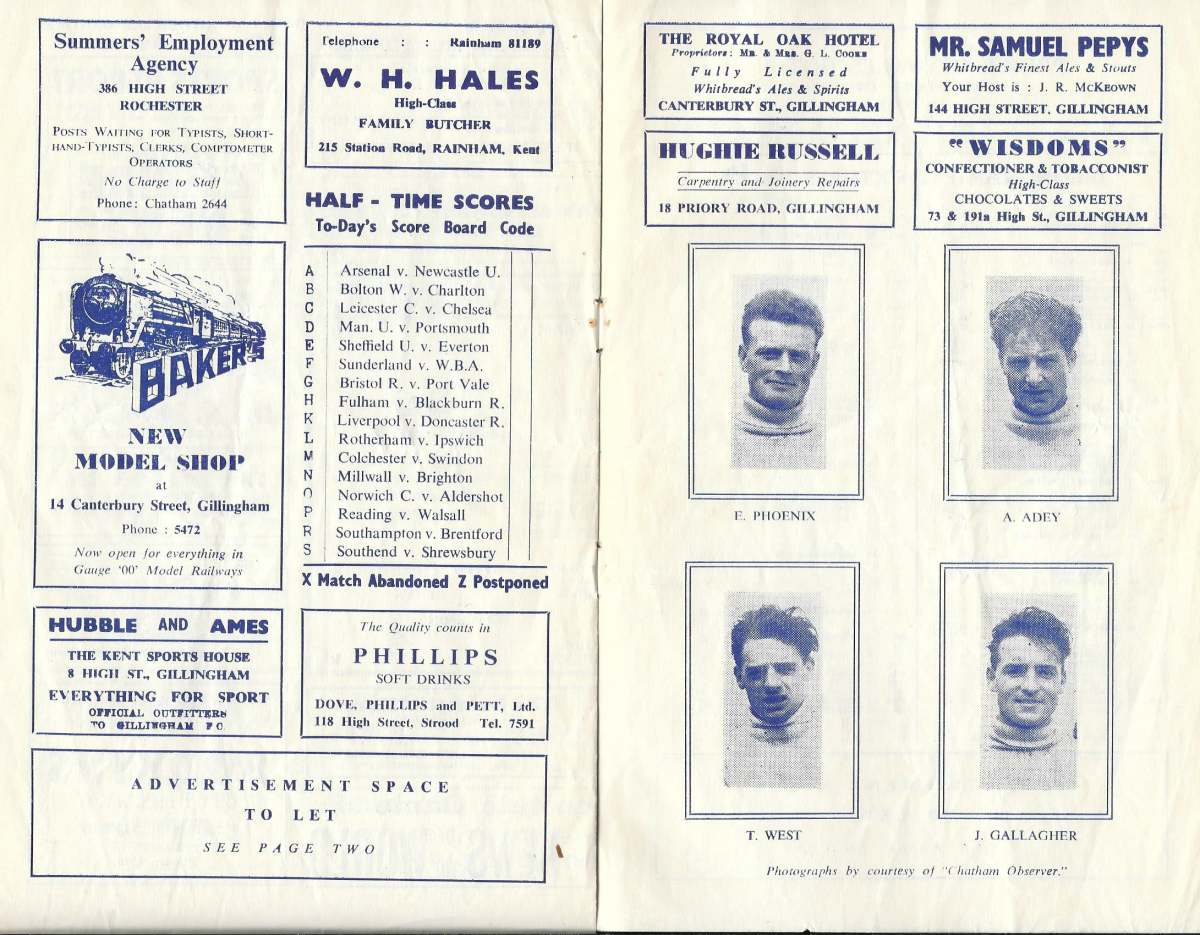 Summers' Employment
Agency
386 HIGH STREET
ROCHESTER
POSTS WAITING FOR TYPISTS, SHORT-
HAND-TYPISTS, CLERKS, COMPTOMETER
OPERATORS
No Charge to Staff
Phone: Chatham 2644
BAKER'S
NEW
MODEL SHOP
at
14 Canterbury Street, Gillingham
Phone : 5472
Now open for everything in
Gauge '00' Model Railways
HUBBLE AND AMES
THE KENT SPORTS HOUSE
8 HIGH ST., GILLINGHAM
EVERYTHING FOR SPORT
OFFICIAL OUTFITTERS
TO GILLINGHAM F C
Telephone : : Rainham 81189
W. H. HALES
High-Class
FAMILY BUTCHER
215 Station Road, RAINHAM, Kent
HALF - TIME SCORES
To-Day's Score Board Code
A Arsenal v. Newcastle U.
B Bolton W. v. Charlton
C Leicester C. v. Chelsea
D Man. U. v. Portsmouth
E Sheffield U. v. Everton
F Sunderland v. W.B.A.
G Bristol R. v. Port Vale
H Fulham v. Blackburn R.
K Liverpool v. Doncaster R.
L Rotherham v. Ipswich
M Colchester v. Swindon
N Millwall v. Brighton
O Norwich C. v. Aldershot
P Reading v. Walsall
R Southampton v. Brentford
S Southend v. Shrewsbury
X Match Abandoned Z Postponed
The Quality counts in
PHILLIPS
SOFT DRINKS
DOVE, PHILLIPS and PETT, Ltd.
118 High Street, Strood Tel. 7591
ADVERTISEMENT SPACE
TO LET
SEE PAGE TWO
THE ROYAL OAK HOTEL
Proprietors: MR. & MRS. G. L. COOKE
Fully Licensed
Whitbread's Ales & Spirits
CANTERBURY ST., GILLINGHAM
MR. SAMUEL PEPYS
Whitbread's Finest Ales & Stouts
Your Host is : J. R. MCKEOWN
144 HIGH STREET, GILLINGHAM
HUGHIE RUSSELL
Carpentry and Joinery Repairs
18 PRIORY ROAD, GILLINGHAM
"WISDOMS"
CONFECTIONER & TOBACCONIST
High-Class
CHOCOLATES & SWEETS
73 & 191a High St., GILLINGHAM
E. PHOENIX
A. ADEY
T. WEST
J. GALLAGHER
Photographs by courtesy of "Chatham Observer."